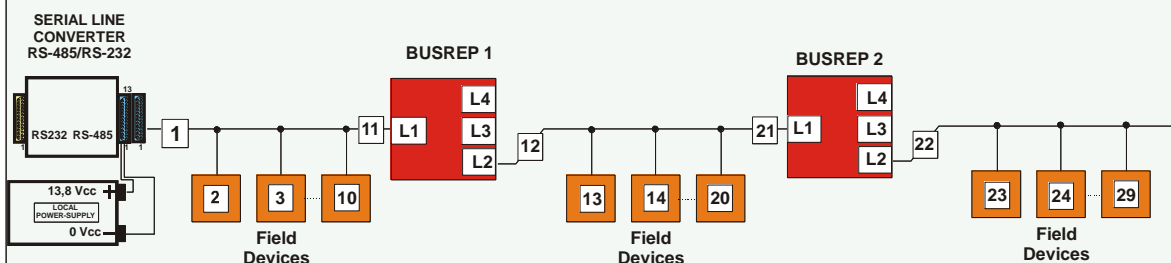 SERIAL LINE
CONVERTER
RS-485/RS-232
13
RS232 RS-485
1
1
1
1
13,8 Vcc +
LOCAL
POWER-SUPPLY
0 Vcc -
2
3
10
Field
Devices
11
BUSREP 1
L1
L4
L3
L2
12
13
14
20
Field
Devices
21
BUSREP 2
L1
L4
L3
L2
22
23
24
29
Field
Devices